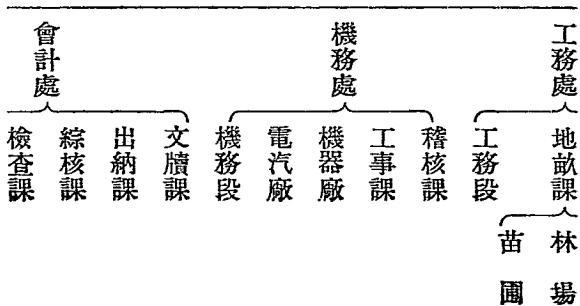 工務處
地畝課
林場
苗圃
工務段
機務處
稽核課
工事課
機器廠
電汽廠
機務段
會計處
文牘課
出納課
綜核課
檢查課